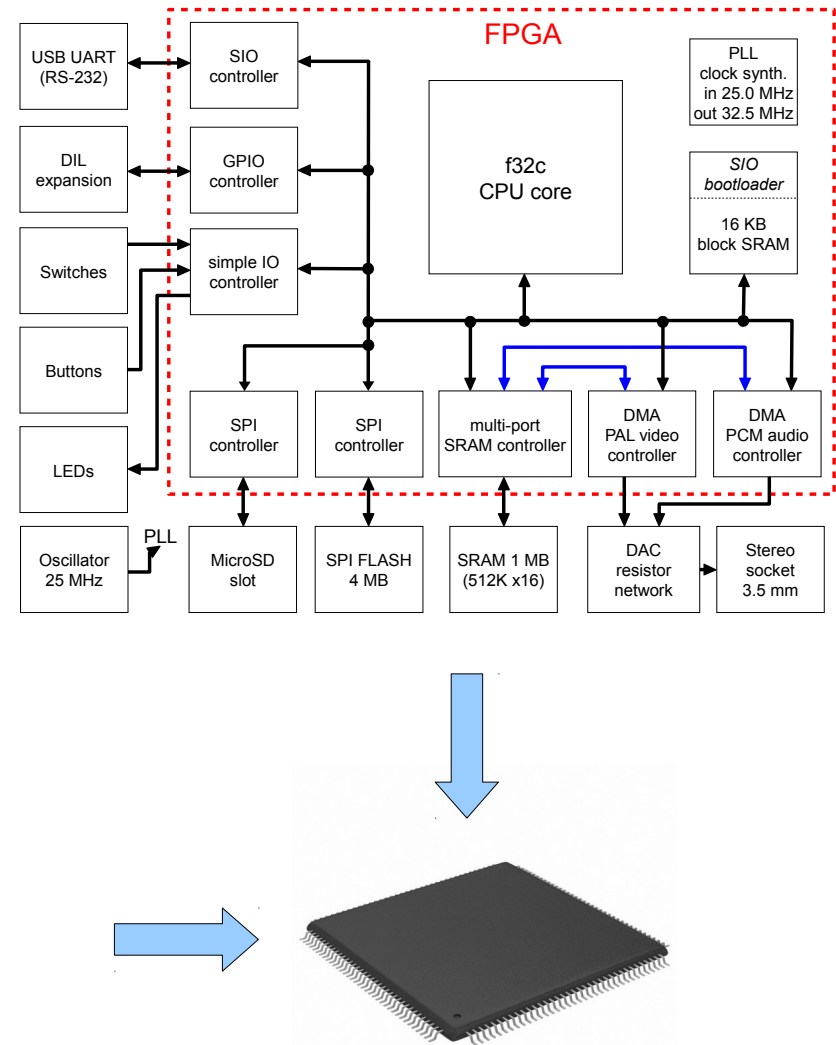 FPGA
USB UART
(RS-232)
SIO
controller
PLL
clock synth.
in 25.0 MHz
out 32.5 MHz
DIL
expansion
GPIO
controller
f32c
CPU core
SIO
bootloader
16 KB
block SRAM
Switches
simple IO
controller
Buttons
LEDs
SPI
controller
SPI
controller
multi-port
SRAM controller
DMA
PAL video
controller
DMA
PCM audio
controller
Oscillator
25 MHz
PLL
MicroSD
slot
SPI FLASH
4 MB
SRAM 1 MB
(512K x16)
DAC
resistor
network
Stereo
socket
3.5 mm